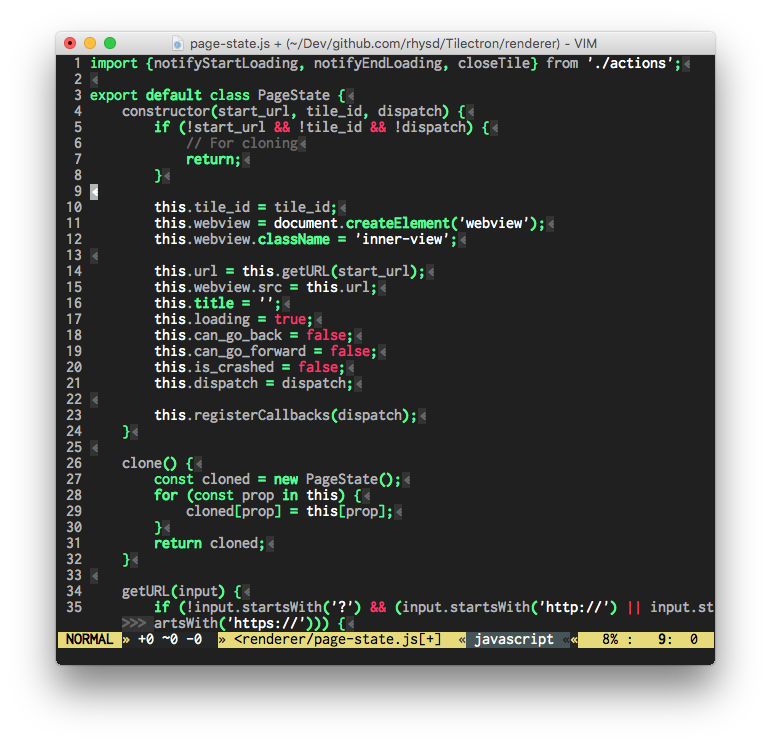 page-state.js + (~/Dev/github.com/rhysd/Tilectron/renderer) - VIM
1 import {notifyStartLoading, notifyEndLoading, closeTile} from './actions';
2
3 export default class PageState {
4     constructor(start_url, tile_id, dispatch) {
5         if (!start_url && !tile_id && !dispatch) {
6             // For cloning
7             return;
8         }
9
10         this.tile_id = tile_id;
11         this.webview = document.createElement('webview');
12         this.webview.className = 'inner-view';
13
14         this.url = this.getURL(start_url);
15         this.webview.src = this.url;
16         this.title = '';
17         this.loading = true;
18         this.can_go_back = false;
19         this.can_go_forward = false;
20         this.is_crashed = false;
21         this.dispatch = dispatch;
22
23         this.registerCallbacks(dispatch);
24     }
25
26     clone() {
27         const cloned = new PageState();
28         for (const prop in this) {
29             cloned[prop] = this[prop];
30         }
31         return cloned;
32     }
33
34     getURL(input) {
35         if (!input.startsWith('?') && (input.startsWith('http://') || input.st
>>> artsWith('https://'))) {
NORMAL » +0 ~0 -0 » <renderer/page-state.js[+] « javascript «« 8% : 9: 0